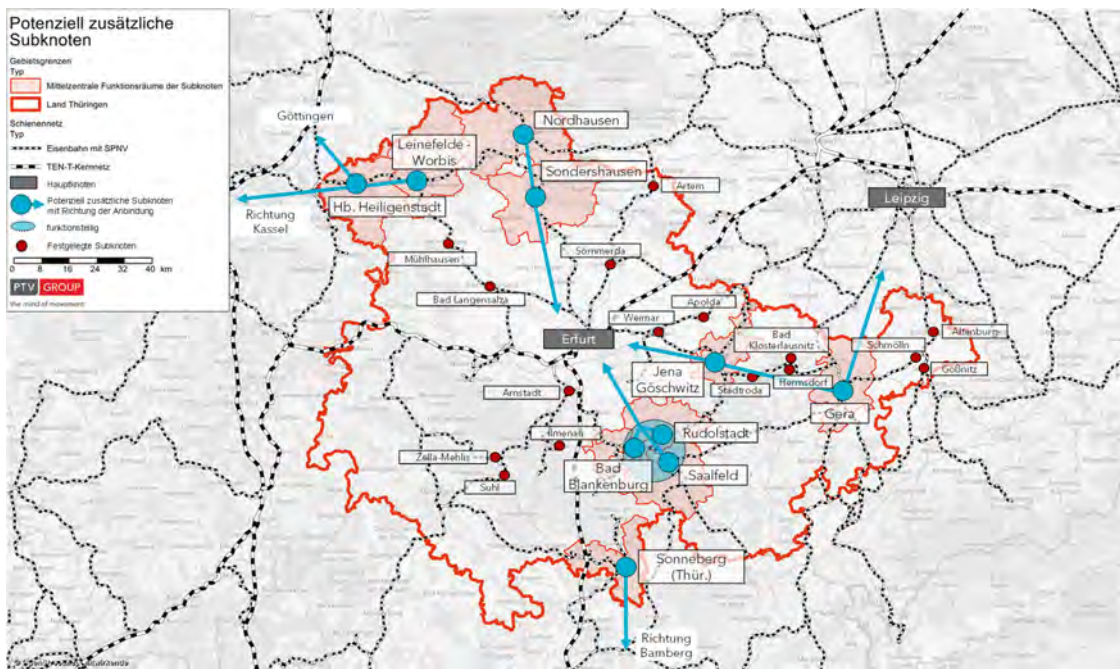 Potenziell zusätzliche
Subknoten
Gebietsgrenzen
Typ
Mittelzentrale Funktionsräume der Subknoten
Land Thüringen
Schienennetz
Typ
Eisenbahn mit SPNV
TEN-T-Kernnetz
Hauptknoten
Potenziell zusätzliche Subknoten
mit Richtung der Anbindung
funktionsteilig
Festgelegte Subknoten
0 8 16 24 32 40 km
PTV GROUP
the mind of movement
Göttingen
Nordhausen
Leinefelde -
Worbis
Sondershausen
Artern
Leipzig
Hb. Heiligenstadt
Richtung
Kassel
Mühlhausen
Sömmerda
Bad Langensalza
Apolda
Weimar
Erfurt
Bad
Klosterlausnitz
Schmölln
Altenburg
Jena
Göschwitz
Stadtroda
Hermsdorf
Gößnitz
Gera
Arnstadt
Ilmenau
Rudolstadt
Zella-Mehlis
Suhl
Bad
Blankenburg
Saalfeld
Sonneberg
(Thür.)
Richtung
Bamberg